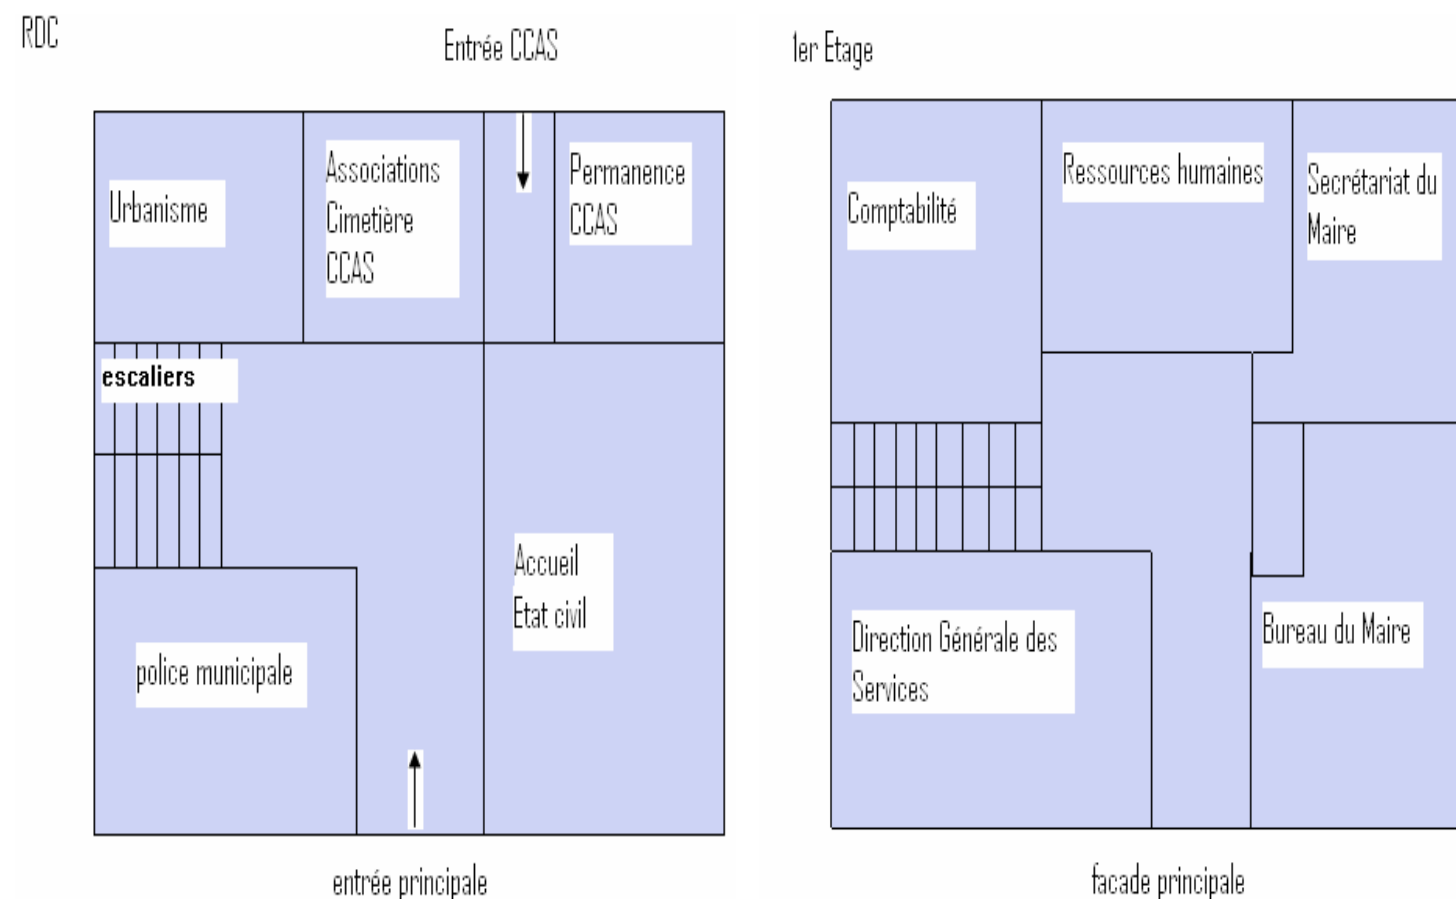 RDC
Entrée CCAS
Urbanisme
Associations
Cimetière
CCAS
Permanence
CCAS
escaliers
Accueil
Etat civil
police municipale
entrée principale
1er Etage
Comptabilité
Ressources humaines
Secrétariat du
Maire
Direction Générale des
Services
Bureau du Maire
facade principale